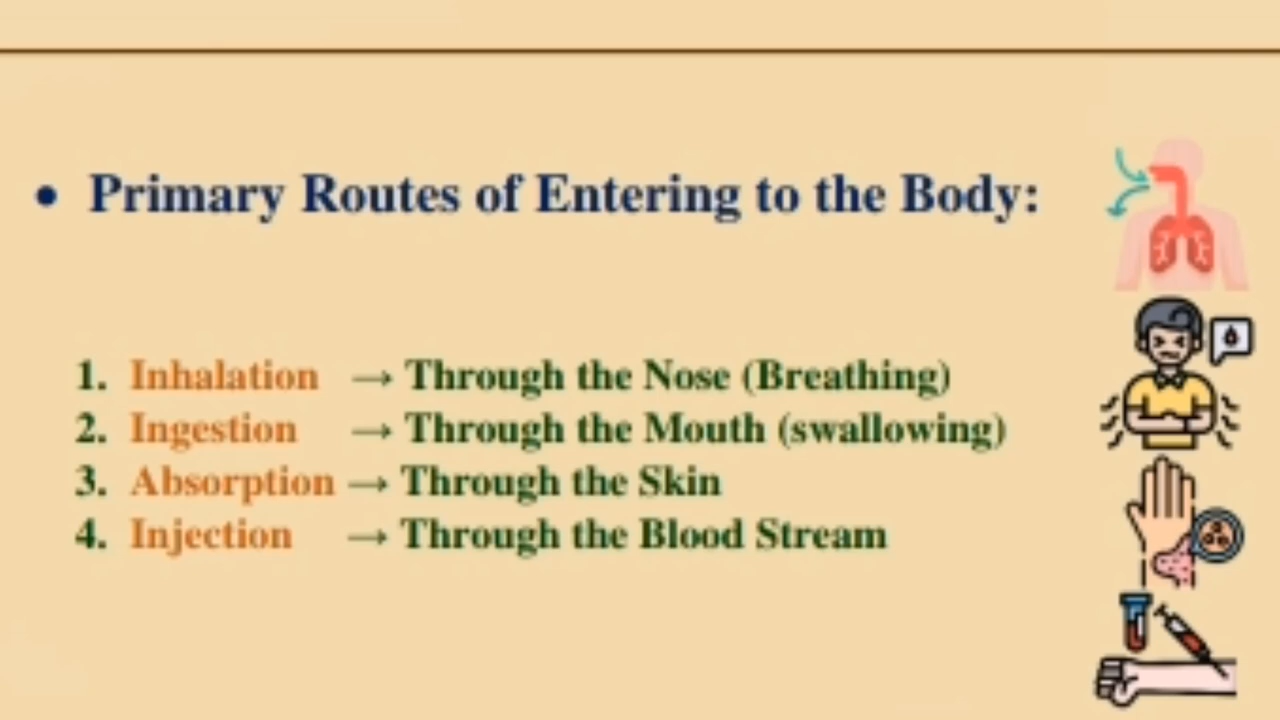 • Primary Routes of Entering to the Body:
1. Inhalation → Through the Nose (Breathing)
2. Ingestion → Through the Mouth (swallowing)
3. Absorption → Through the Skin
4. Injection → Through the Blood Stream